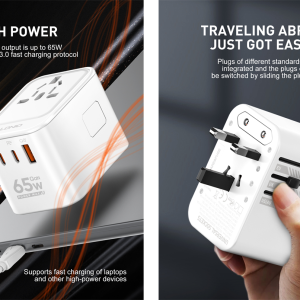 H POWER
output is up to 65W
3.0 fast charging protocol
65W
Supports fast charging of laptops
and other high-power devices
TRAVELING ABR
JUST GOT EAS
Plugs of different standard
integrated and the plugs
be switched by sliding the plu